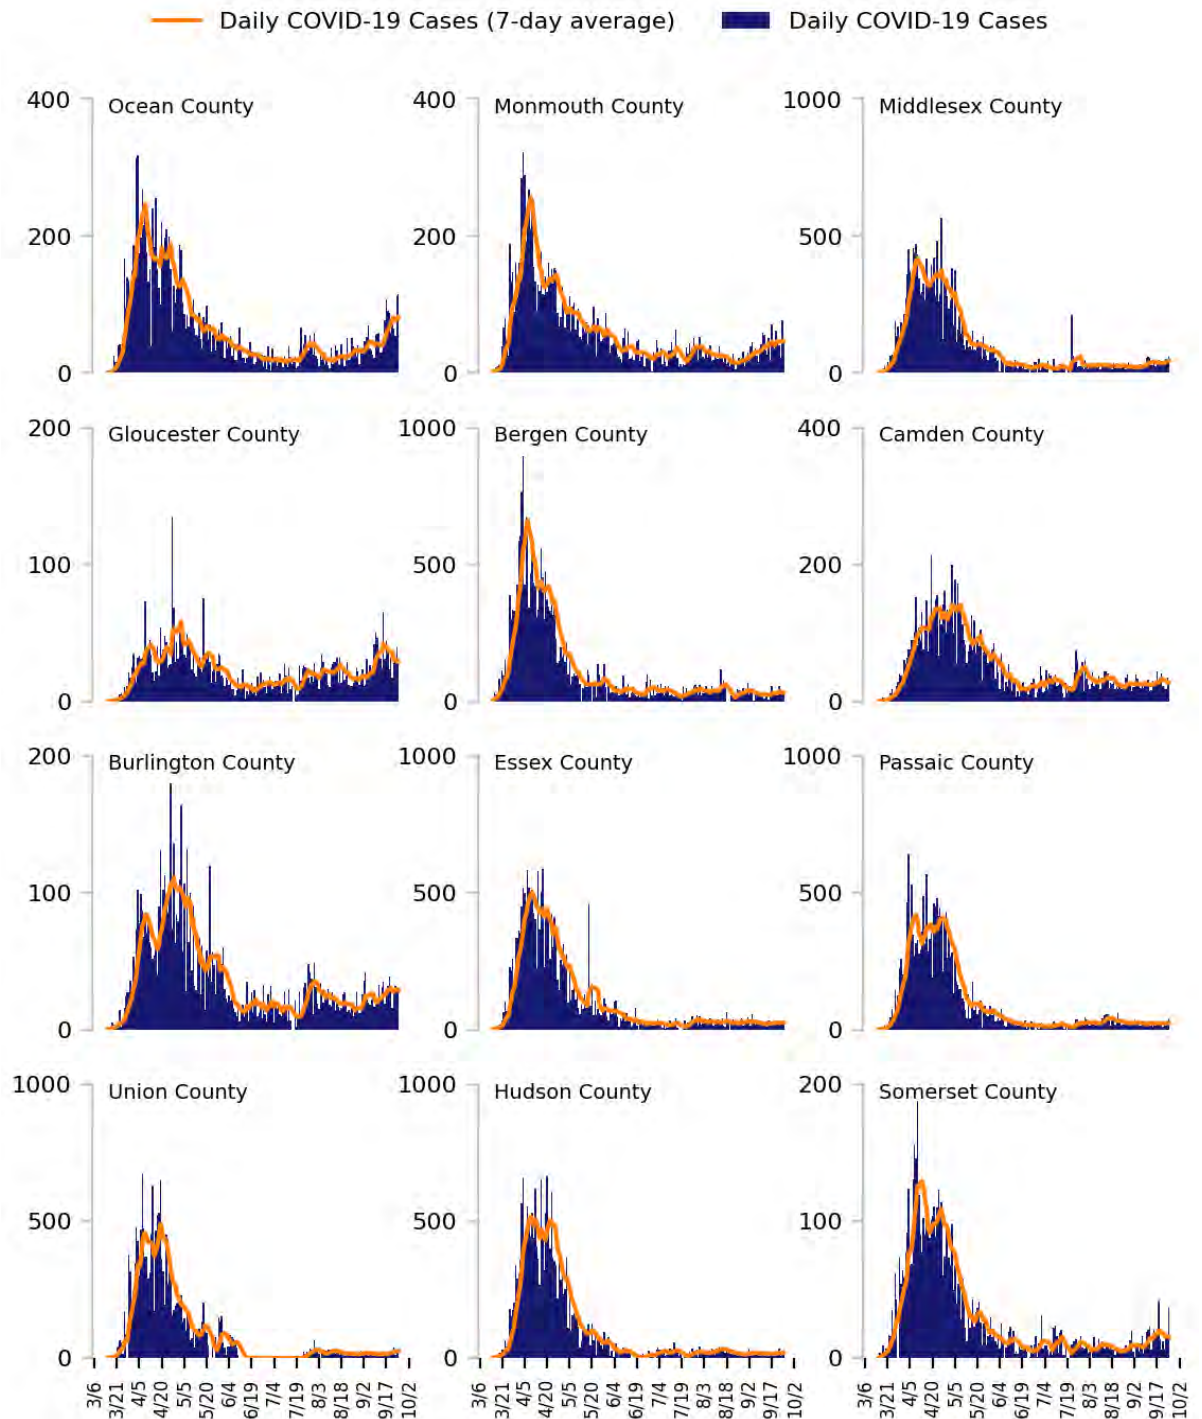 Daily COVID-19 Cases (7-day average) Daily COVID-19 Cases
400 400 1000
Ocean County Monmouth County Middlesex County
200 200 500
0 0 0
200 1000 400
Gloucester County Bergen County Camden County
100 500 200
0 0 0
200 1000 1000
Burlington County Essex County Passaic County
100 500 500
0 0 0
1000 1000 200
Union County Hudson County Somerset County
500 500 100
0 0 0
3/6 3/21 4/5 4/20 5/5 5/20 6/4 6/19 7/4 7/19 8/3 8/18 9/2 9/17 10/2 3/6 3/21 4/5 4/20 5/5 5/20 6/4 6/19 7/4 7/19 8/3 8/18 9/2 9/17 10/2 3/6 3/21 4/5 4/20 5/5 5/20 6/4 6/19 7/4 7/19 8/3 8/18 9/2 9/17 10/2